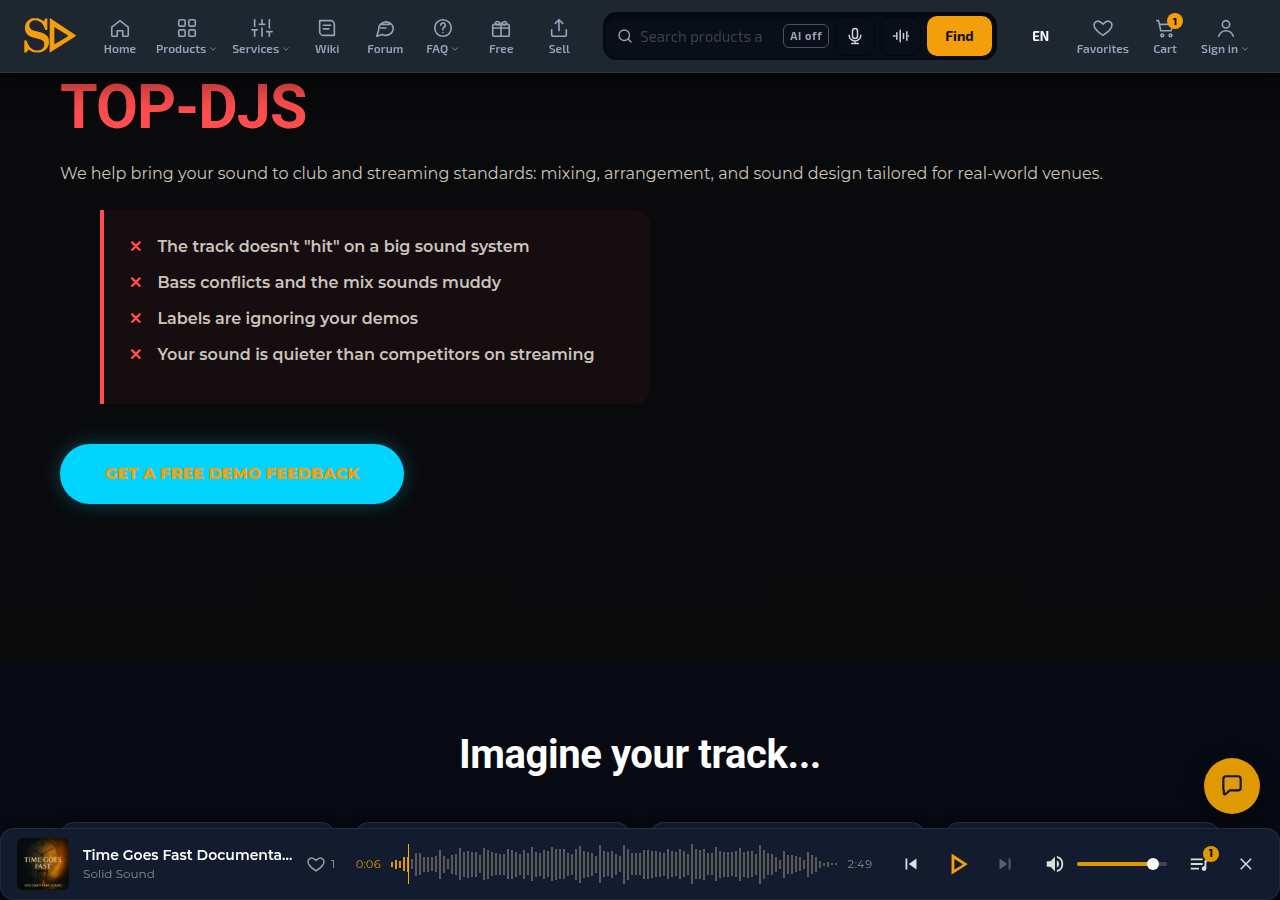 SD
Home
Products
Services
Wiki
Forum
FAQ
Free
Sell
Search products a
AI off
Find
EN
Favorites
1
Cart
Sign in
TOP-DJS
We help bring your sound to club and streaming standards: mixing, arrangement, and sound design tailored for real-world venues.
✕ The track doesn't "hit" on a big sound system
✕ Bass conflicts and the mix sounds muddy
✕ Labels are ignoring your demos
✕ Your sound is quieter than competitors on streaming
GET A FREE DEMO FEEDBACK
Imagine your track...
TIME GOES
FAST
Time Goes Fast Documenta...
Solid Sound
1
0:06
2:49
1